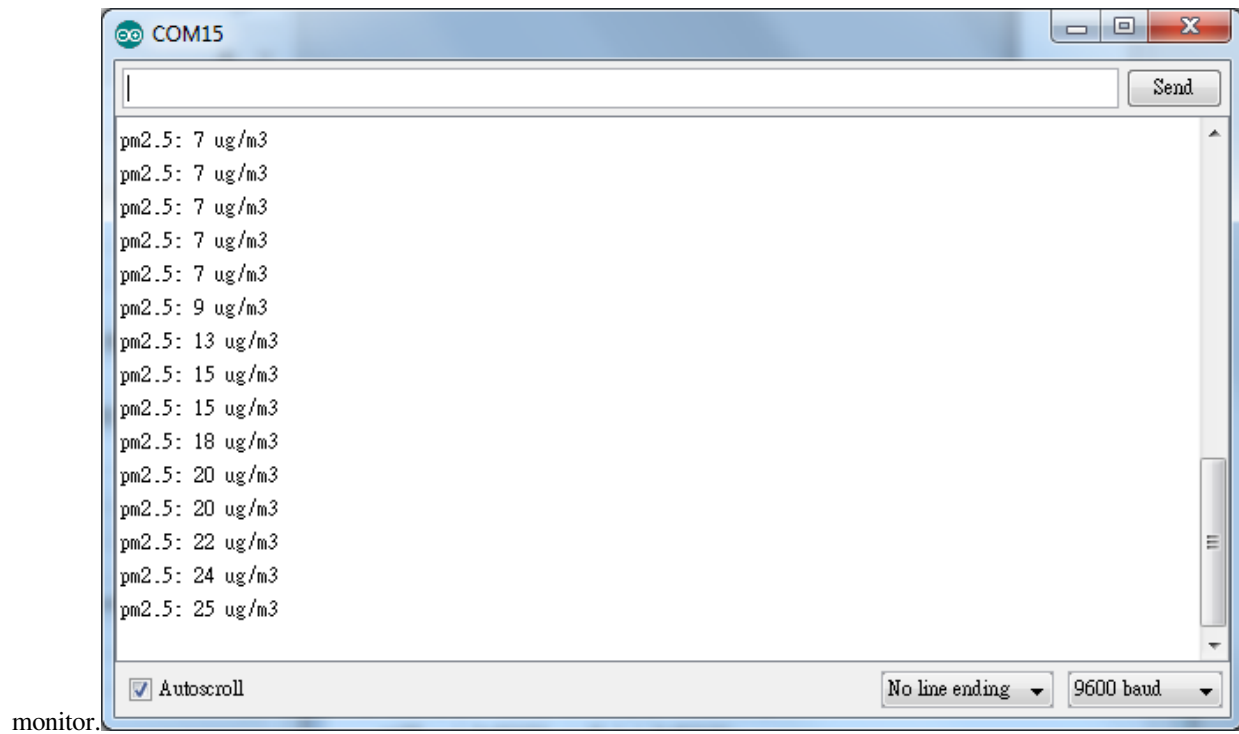 COM15
Send
pm2.5: 7 ug/m3
pm2.5: 7 ug/m3
pm2.5: 7 ug/m3
pm2.5: 7 ug/m3
pm2.5: 7 ug/m3
pm2.5: 9 ug/m3
pm2.5: 13 ug/m3
pm2.5: 15 ug/m3
pm2.5: 15 ug/m3
pm2.5: 18 ug/m3
pm2.5: 20 ug/m3
pm2.5: 20 ug/m3
pm2.5: 22 ug/m3
pm2.5: 24 ug/m3
pm2.5: 25 ug/m3
Autoscroll No line ending 9600 baud
monitor.